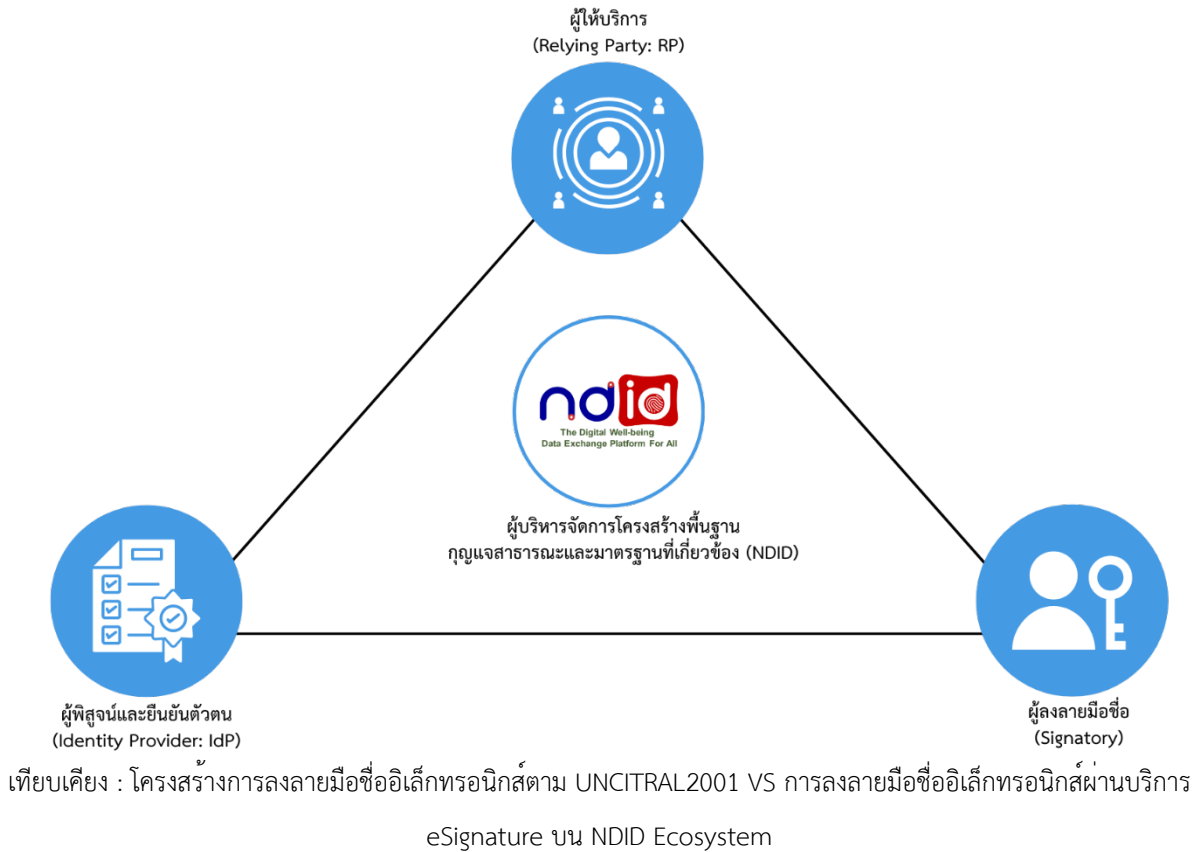 ผู้ให้บริการ
(Relying Party: RP)
ndid
The Digital Well-being
Data Exchange Platform For All
ผู้บริหารจัดการโครงสร้างพื้นฐาน
กุญแจสาธารณะและมาตรฐานที่เกี่ยวข้อง (NDID)
ผู้พิสูจน์และยืนยันตัวตน
(Identity Provider: IdP)
ผู้ลงลายมือชื่อ
(Signatory)
เทียบเคียง : โครงสร้างการลงลายมือชื่ออิเล็กทรอนิกส์ตาม UNCITRAL2001 VS การลงลายมือชื่ออิเล็กทรอนิกส์ผ่านบริการ
eSignature บน NDID Ecosystem